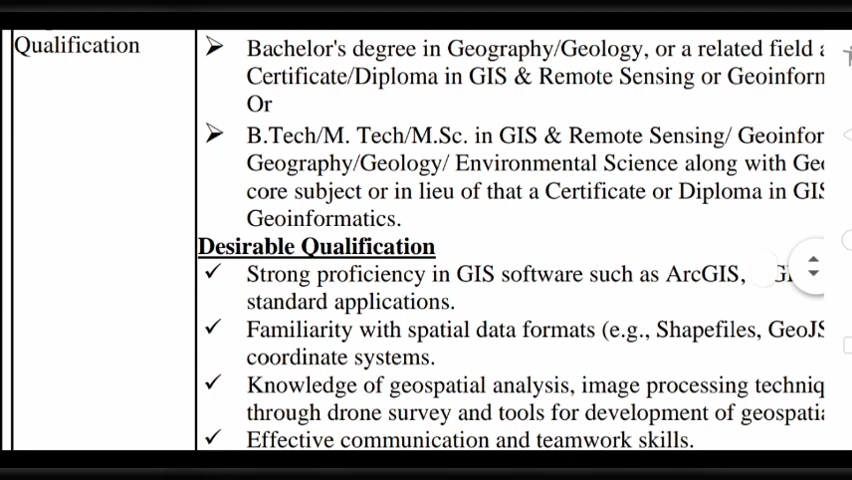 Qualification
Bachelor's degree in Geography/Geology, or a related field
Certificate/Diploma in GIS & Remote Sensing or
Or
B.Tech/M. Tech/M.Sc. in GIS & Remote Sensing/
Geography/Geology/ Environmental Science along with
core subject or in lieu of that a Certificate or Diploma in GIS
Geoinformatics.
Desirable Qualification
Strong proficiency in GIS software such as ArcGIS,
standard applications.
Familiarity with spatial data formats (e.g., Shapefiles,
coordinate systems.
Knowledge of geospatial analysis, image processing
through drone survey and tools for development of
Effective communication and teamwork skills.